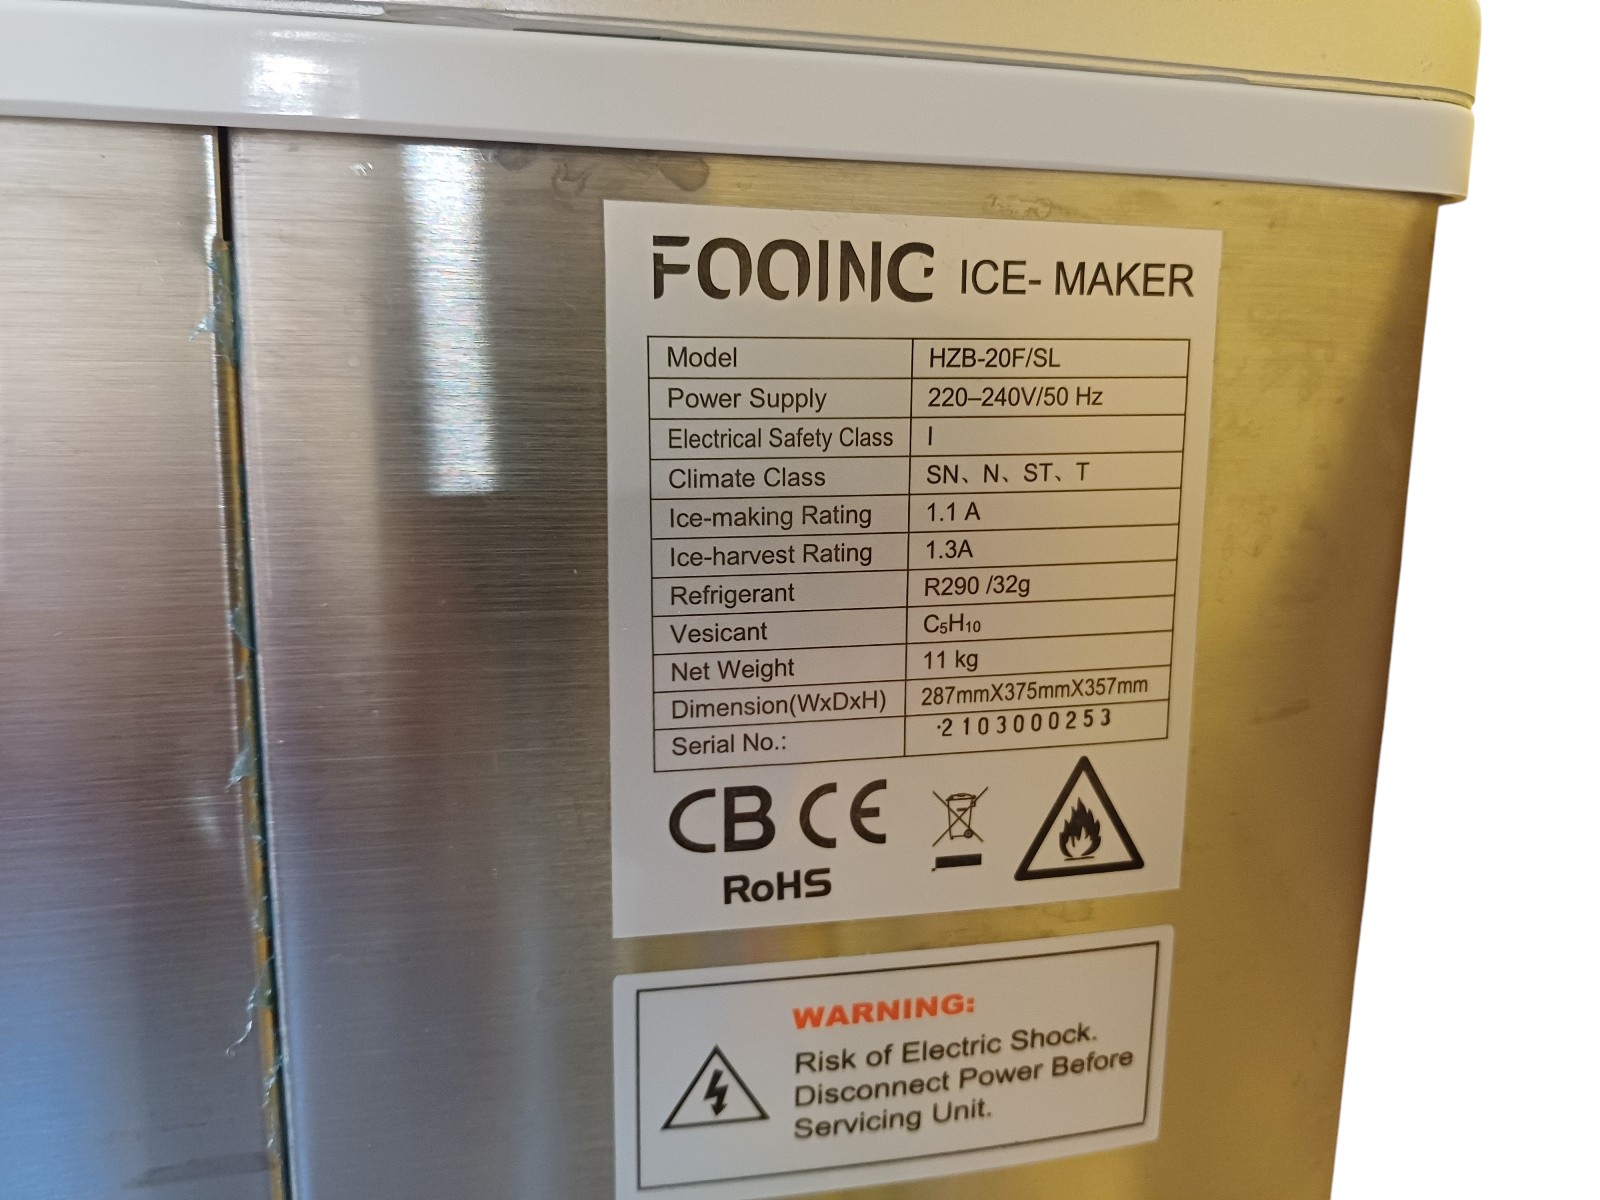 FOOING ICE- MAKER
Model HZB-20F/SL
Power Supply 220–240V/50 Hz
Electrical Safety Class I
Climate Class SN、N、ST、T
Ice-making Rating 1.1 A
Ice-harvest Rating 1.3A
Refrigerant R290 /32g
Vesicant C₅H₁₀
Net Weight 11 kg
Dimension(WxDxH) 287mmX375mmX357mm
Serial No.: 2103000253
CB CE
RoHS
WARNING:
Risk of Electric Shock.
Disconnect Power Before
Servicing Unit.